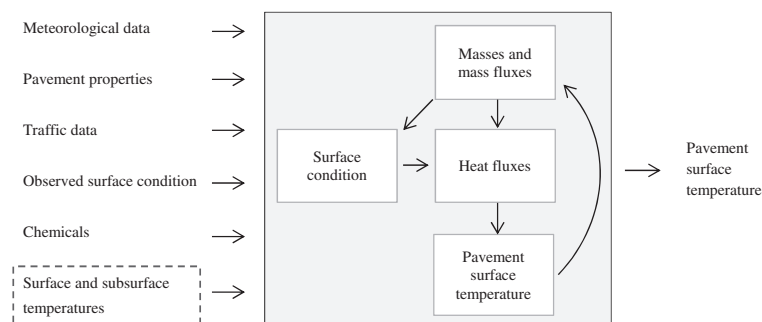 Meteorological data
Pavement properties
Traffic data
Observed surface condition
Chemicals
Surface and subsurface
temperatures
Masses and
mass fluxes
Surface
condition
Heat fluxes
Pavement
surface
temperature
Pavement
surface
temperature